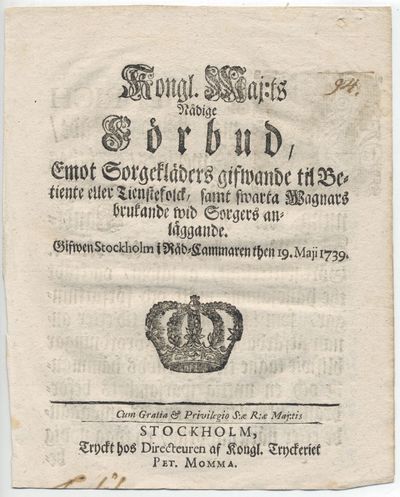 Kongl. Maj:ts
94.
Nådige
Förbud,
Emot Sorgekläders gifwande til Be-
tiente eller Tienstefolck, samt swarta Wagnars
brukande wid Sorgers an-
läggande.
Gifwen Stockholm i Råd-Cammaren then 19. Maji 1739.
Cum Gratia & Privilegio S:æ R:æ Maj:tis
STOCKHOLM,
Tryckt hos Directeuren af Kongl. Tryckeriet
PET. MOMMA.